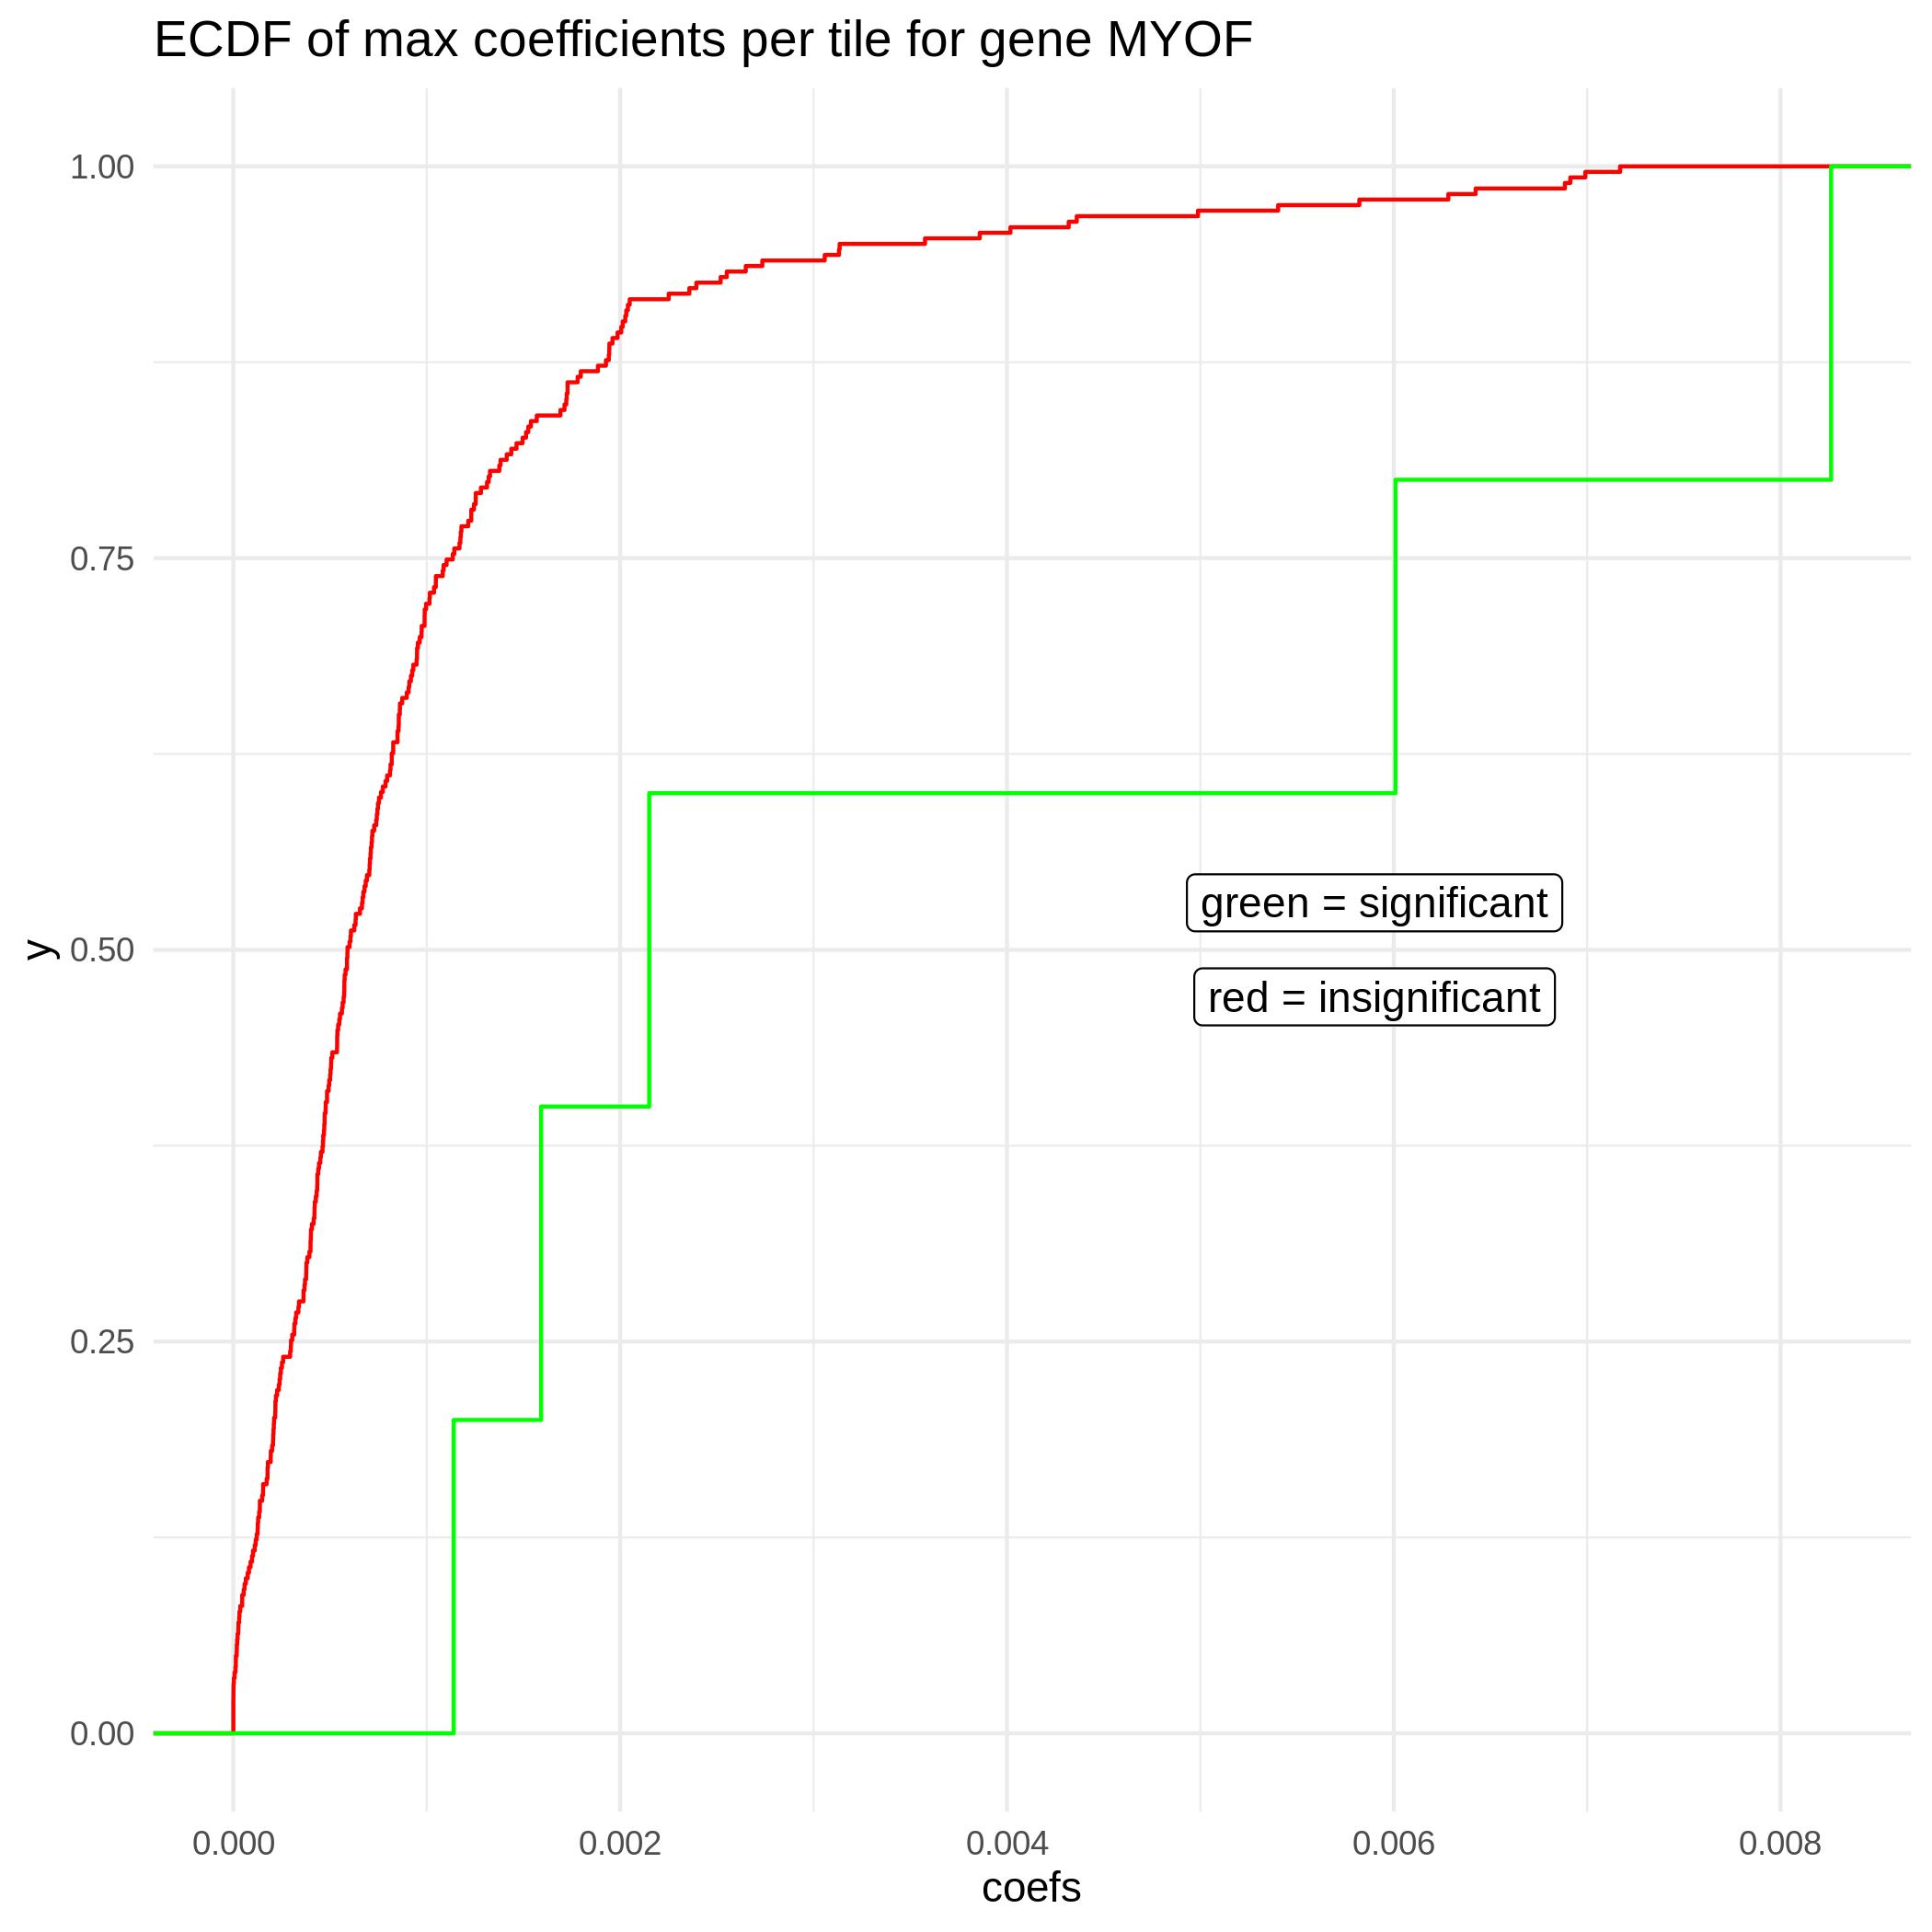 ECDF of max coefficients per tile for gene MYOF
1.00
0.75
0.50
0.25
0.00
y
green = significant
red = insignificant
0.000 0.002 0.004 0.006 0.008
coefs